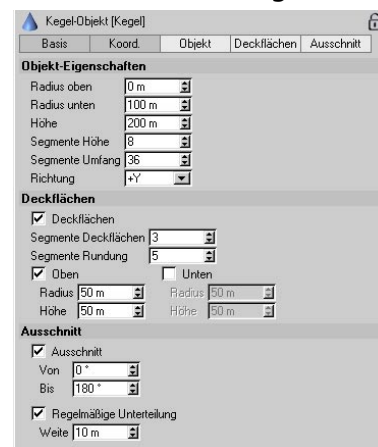 Kegel-Objekt [Kegel]
Basis Koord. Objekt Deckflächen Ausschnitt
Objekt-Eigenschaften
Radius oben 0 m
Radius unten 100 m
Höhe 200 m
Segmente Höhe 8
Segmente Umfang 36
Richtung +Y
Deckflächen
Deckflächen
Segmente Deckflächen 3
Segmente Rundung 5
Oben Unten
Radius 50 m Radius 50 m
Höhe 50 m Höhe 50 m
Ausschnitt
Ausschnitt
Von 0 °
Bis 180 °
Regelmäßige Unterteilung
Weite 10 m